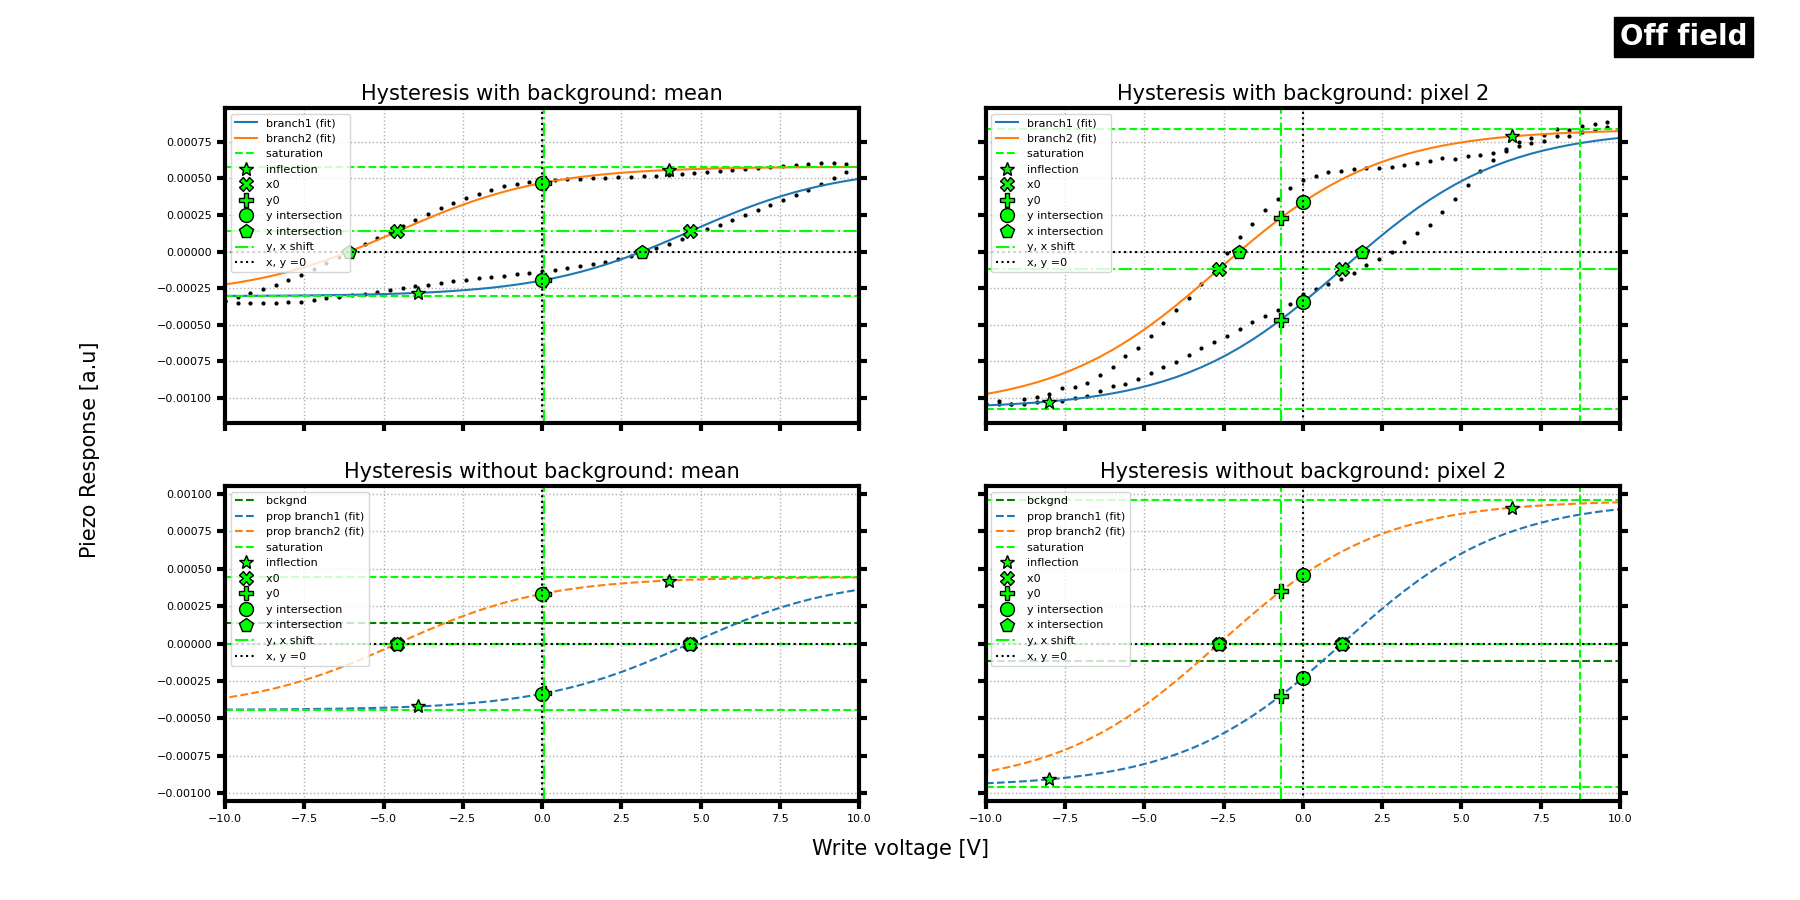 Off field
Hysteresis with background: mean
branch1 (fit)
branch2 (fit)
saturation
inflection
x0
y0
y intersection
x intersection
y, x shift
x, y =0
0.00075
0.00050
0.00025
0.00000
−0.00025
−0.00050
−0.00075
−0.00100
Hysteresis with background: pixel 2
branch1 (fit)
branch2 (fit)
saturation
inflection
x0
y0
y intersection
x intersection
y, x shift
x, y =0
Piezo Response [a.u]
Hysteresis without background: mean
bckgnd
prop branch1 (fit)
prop branch2 (fit)
saturation
inflection
x0
y0
y intersection
x intersection
y, x shift
x, y =0
0.00100
0.00075
0.00050
0.00025
0.00000
−0.00025
−0.00050
−0.00075
−0.00100
−10.0 −7.5 −5.0 −2.5 0.0 2.5 5.0 7.5 10.0
Hysteresis without background: pixel 2
bckgnd
prop branch1 (fit)
prop branch2 (fit)
saturation
inflection
x0
y0
y intersection
x intersection
y, x shift
x, y =0
−10.0 −7.5 −5.0 −2.5 0.0 2.5 5.0 7.5 10.0
Write voltage [V]